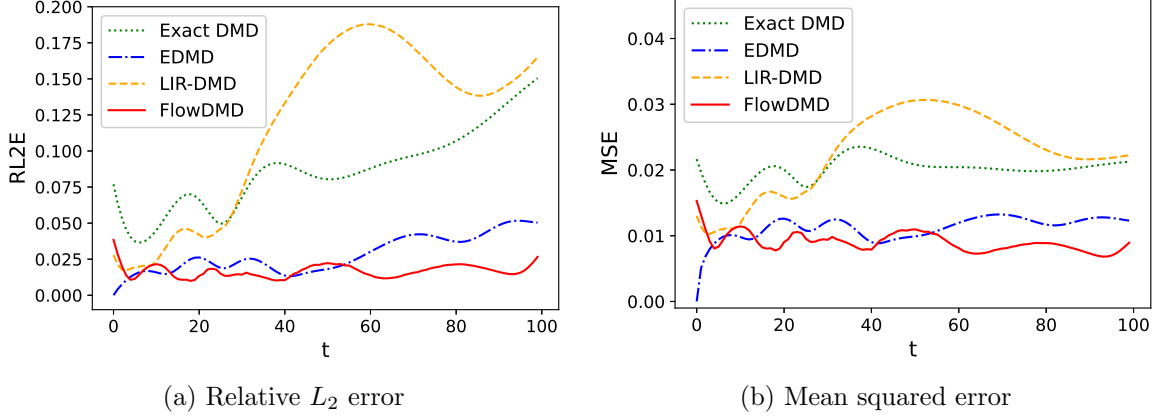 0.200
0.175
0.150
0.125
0.100
0.075
0.050
0.025
0.000
RL2E
Exact DMD
EDMD
LIR-DMD
FlowDMD
0
20
40
60
80
100
t
(a) Relative L₂ error
0.04
0.03
0.02
0.01
0.00
MSE
Exact DMD
EDMD
LIR-DMD
FlowDMD
0
20
40
60
80
100
t
(b) Mean squared error